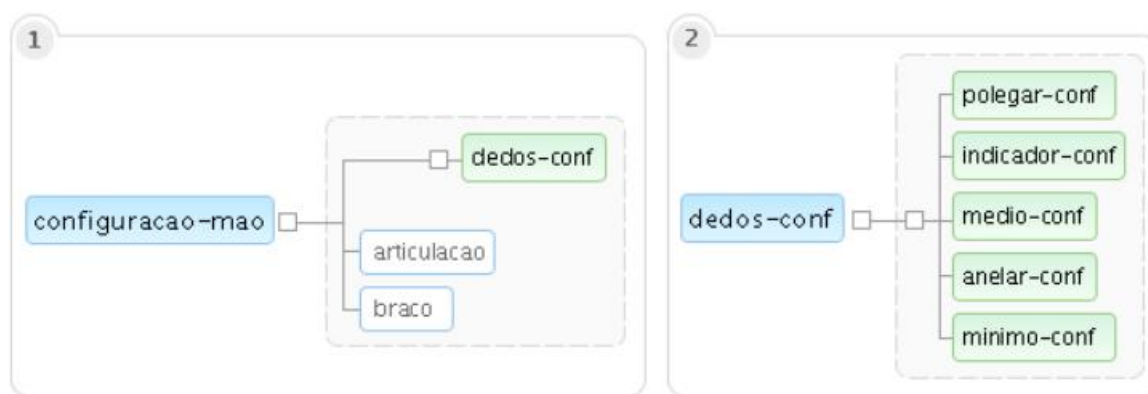 1
configuracao-mao
dedos-conf
articulacao
braco
2
dedos-conf
polegar-conf
indicador-conf
medio-conf
anelar-conf
minimo-conf